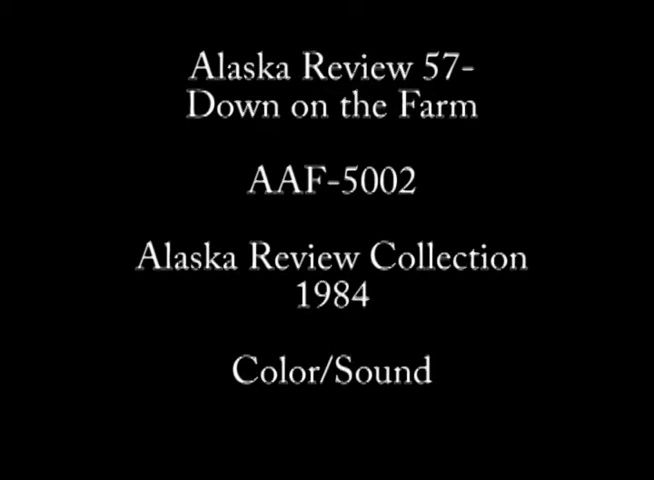 Alaska Review 57-
Down on the Farm
AAF-5002
Alaska Review Collection
1984
Color/Sound